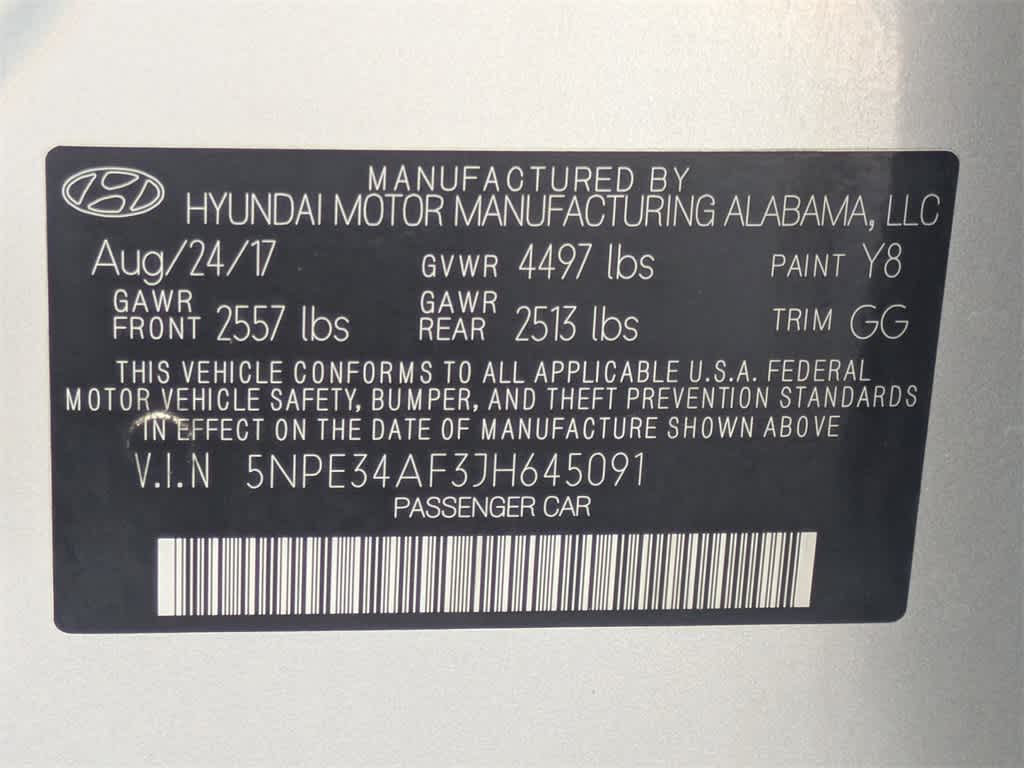 MANUFACTURED BY
HYUNDAI MOTOR MANUFACTURING ALABAMA, LLC
Aug/24/17 GVWR 4497 lbs PAINT Y8
GAWR FRONT 2557 lbs GAWR REAR 2513 lbs TRIM GG
THIS VEHICLE CONFORMS TO ALL APPLICABLE U.S.A. FEDERAL
MOTOR VEHICLE SAFETY, BUMPER, AND THEFT PREVENTION STANDARDS
IN EFFECT ON THE DATE OF MANUFACTURE SHOWN ABOVE
V.I.N 5NPE34AF3JH645091
PASSENGER CAR